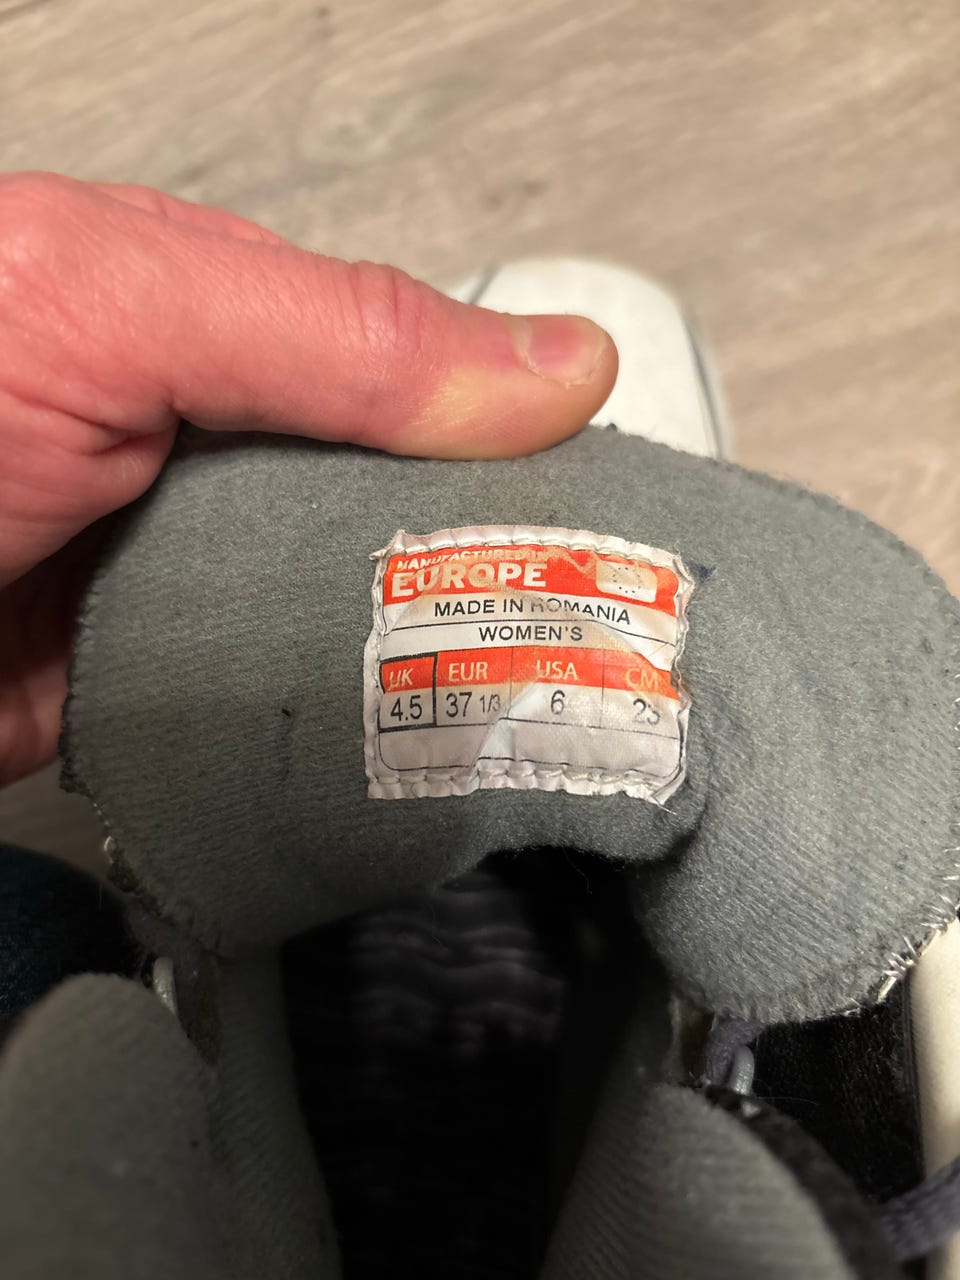 MANUFACTURED IN
EUROPE
MADE IN ROMANIA
WOMEN'S
UK EUR USA CM
4.5 37 1/3 6 23